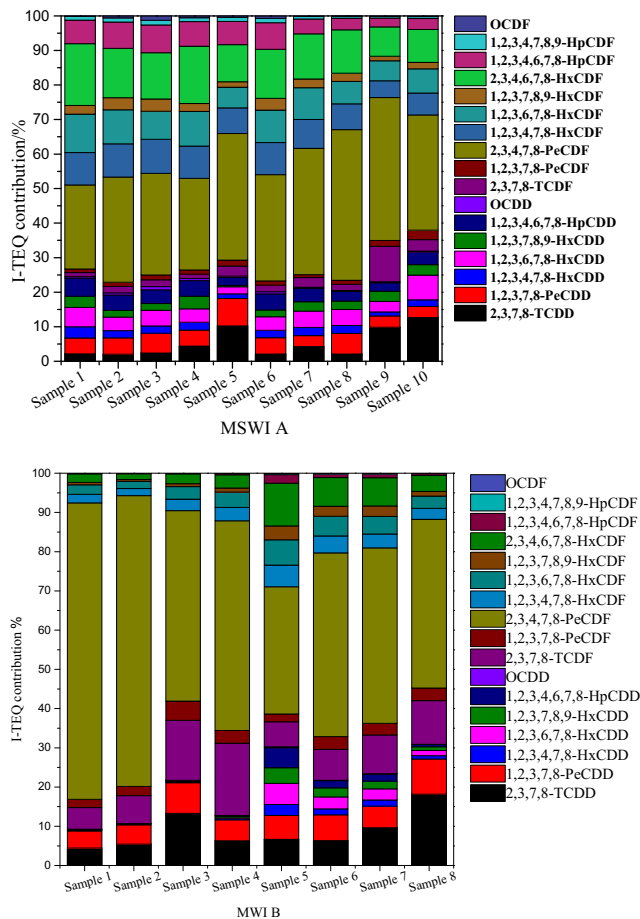 I-TEQ contribution/%
100
90
80
70
60
50
40
30
20
10
0
Sample 1
Sample 2
Sample 3
Sample 4
Sample 5
Sample 6
Sample 7
Sample 8
Sample 9
Sample 10
MSWI A
OCDF
1,2,3,4,7,8,9-HpCDF
1,2,3,4,6,7,8-HpCDF
2,3,4,6,7,8-HxCDF
1,2,3,7,8,9-HxCDF
1,2,3,6,7,8-HxCDF
1,2,3,4,7,8-HxCDF
2,3,4,7,8-PeCDF
1,2,3,7,8-PeCDF
2,3,7,8-TCDF
OCDD
1,2,3,4,6,7,8-HpCDD
1,2,3,7,8,9-HxCDD
1,2,3,6,7,8-HxCDD
1,2,3,4,7,8-HxCDD
1,2,3,7,8-PeCDD
2,3,7,8-TCDD
I-TEQ contribution %
100
90
80
70
60
50
40
30
20
10
0
Sample 1
Sample 2
Sample 3
Sample 4
Sample 5
Sample 6
Sample 7
Sample 8
MWI B
OCDF
1,2,3,4,7,8,9-HpCDF
1,2,3,4,6,7,8-HpCDF
2,3,4,6,7,8-HxCDF
1,2,3,7,8,9-HxCDF
1,2,3,6,7,8-HxCDF
1,2,3,4,7,8-HxCDF
2,3,4,7,8-PeCDF
1,2,3,7,8-PeCDF
2,3,7,8-TCDF
OCDD
1,2,3,4,6,7,8-HpCDD
1,2,3,7,8,9-HxCDD
1,2,3,6,7,8-HxCDD
1,2,3,4,7,8-HxCDD
1,2,3,7,8-PeCDD
2,3,7,8-TCDD